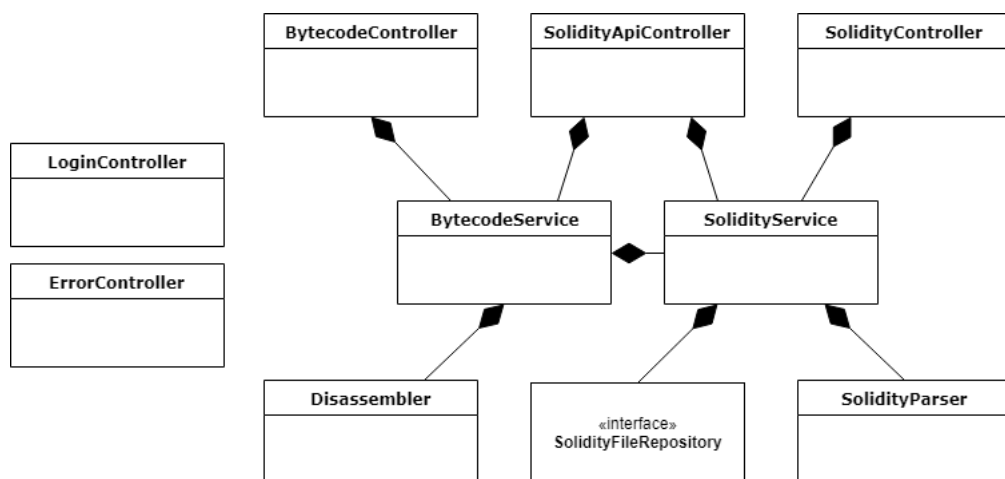 BytecodeController
SolidityApiController
SolidityController
LoginController
BytecodeService
SolidityService
ErrorController
Disassembler
«interface»
SolidityFileRepository
SolidityParser